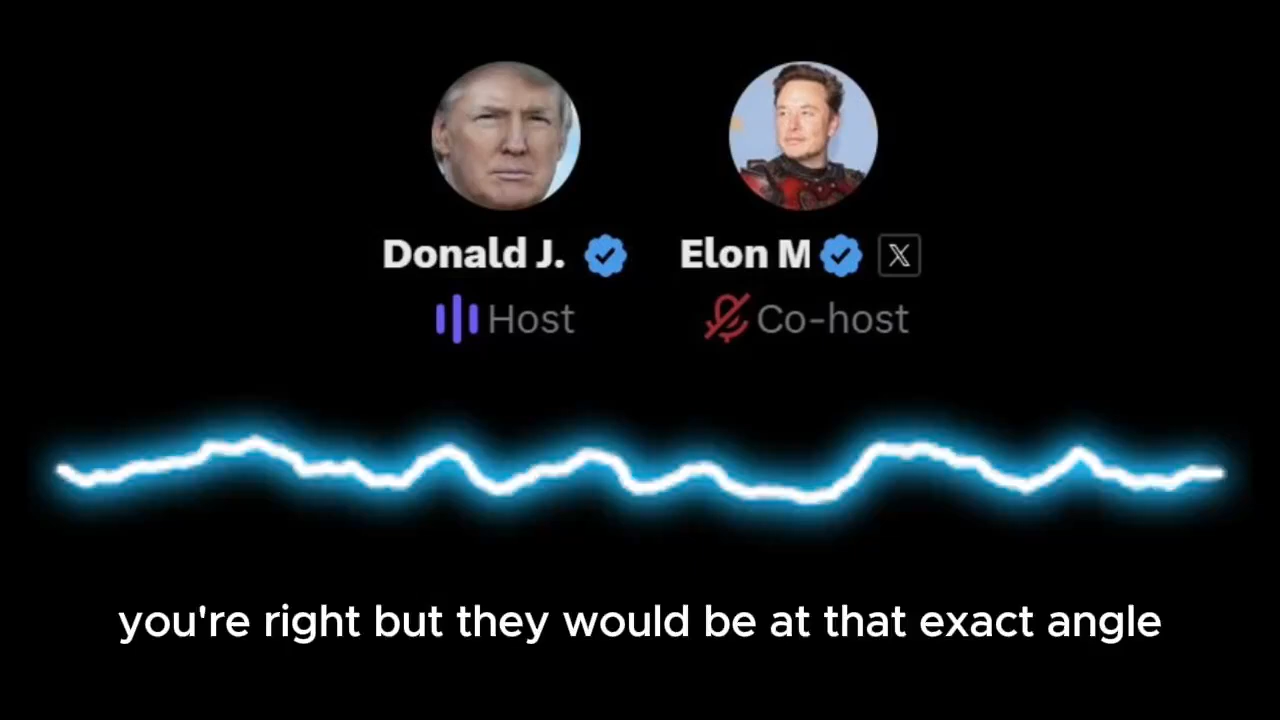 Donald J. Elon M X
Host Co-host
you're right but they would be at that exact angle